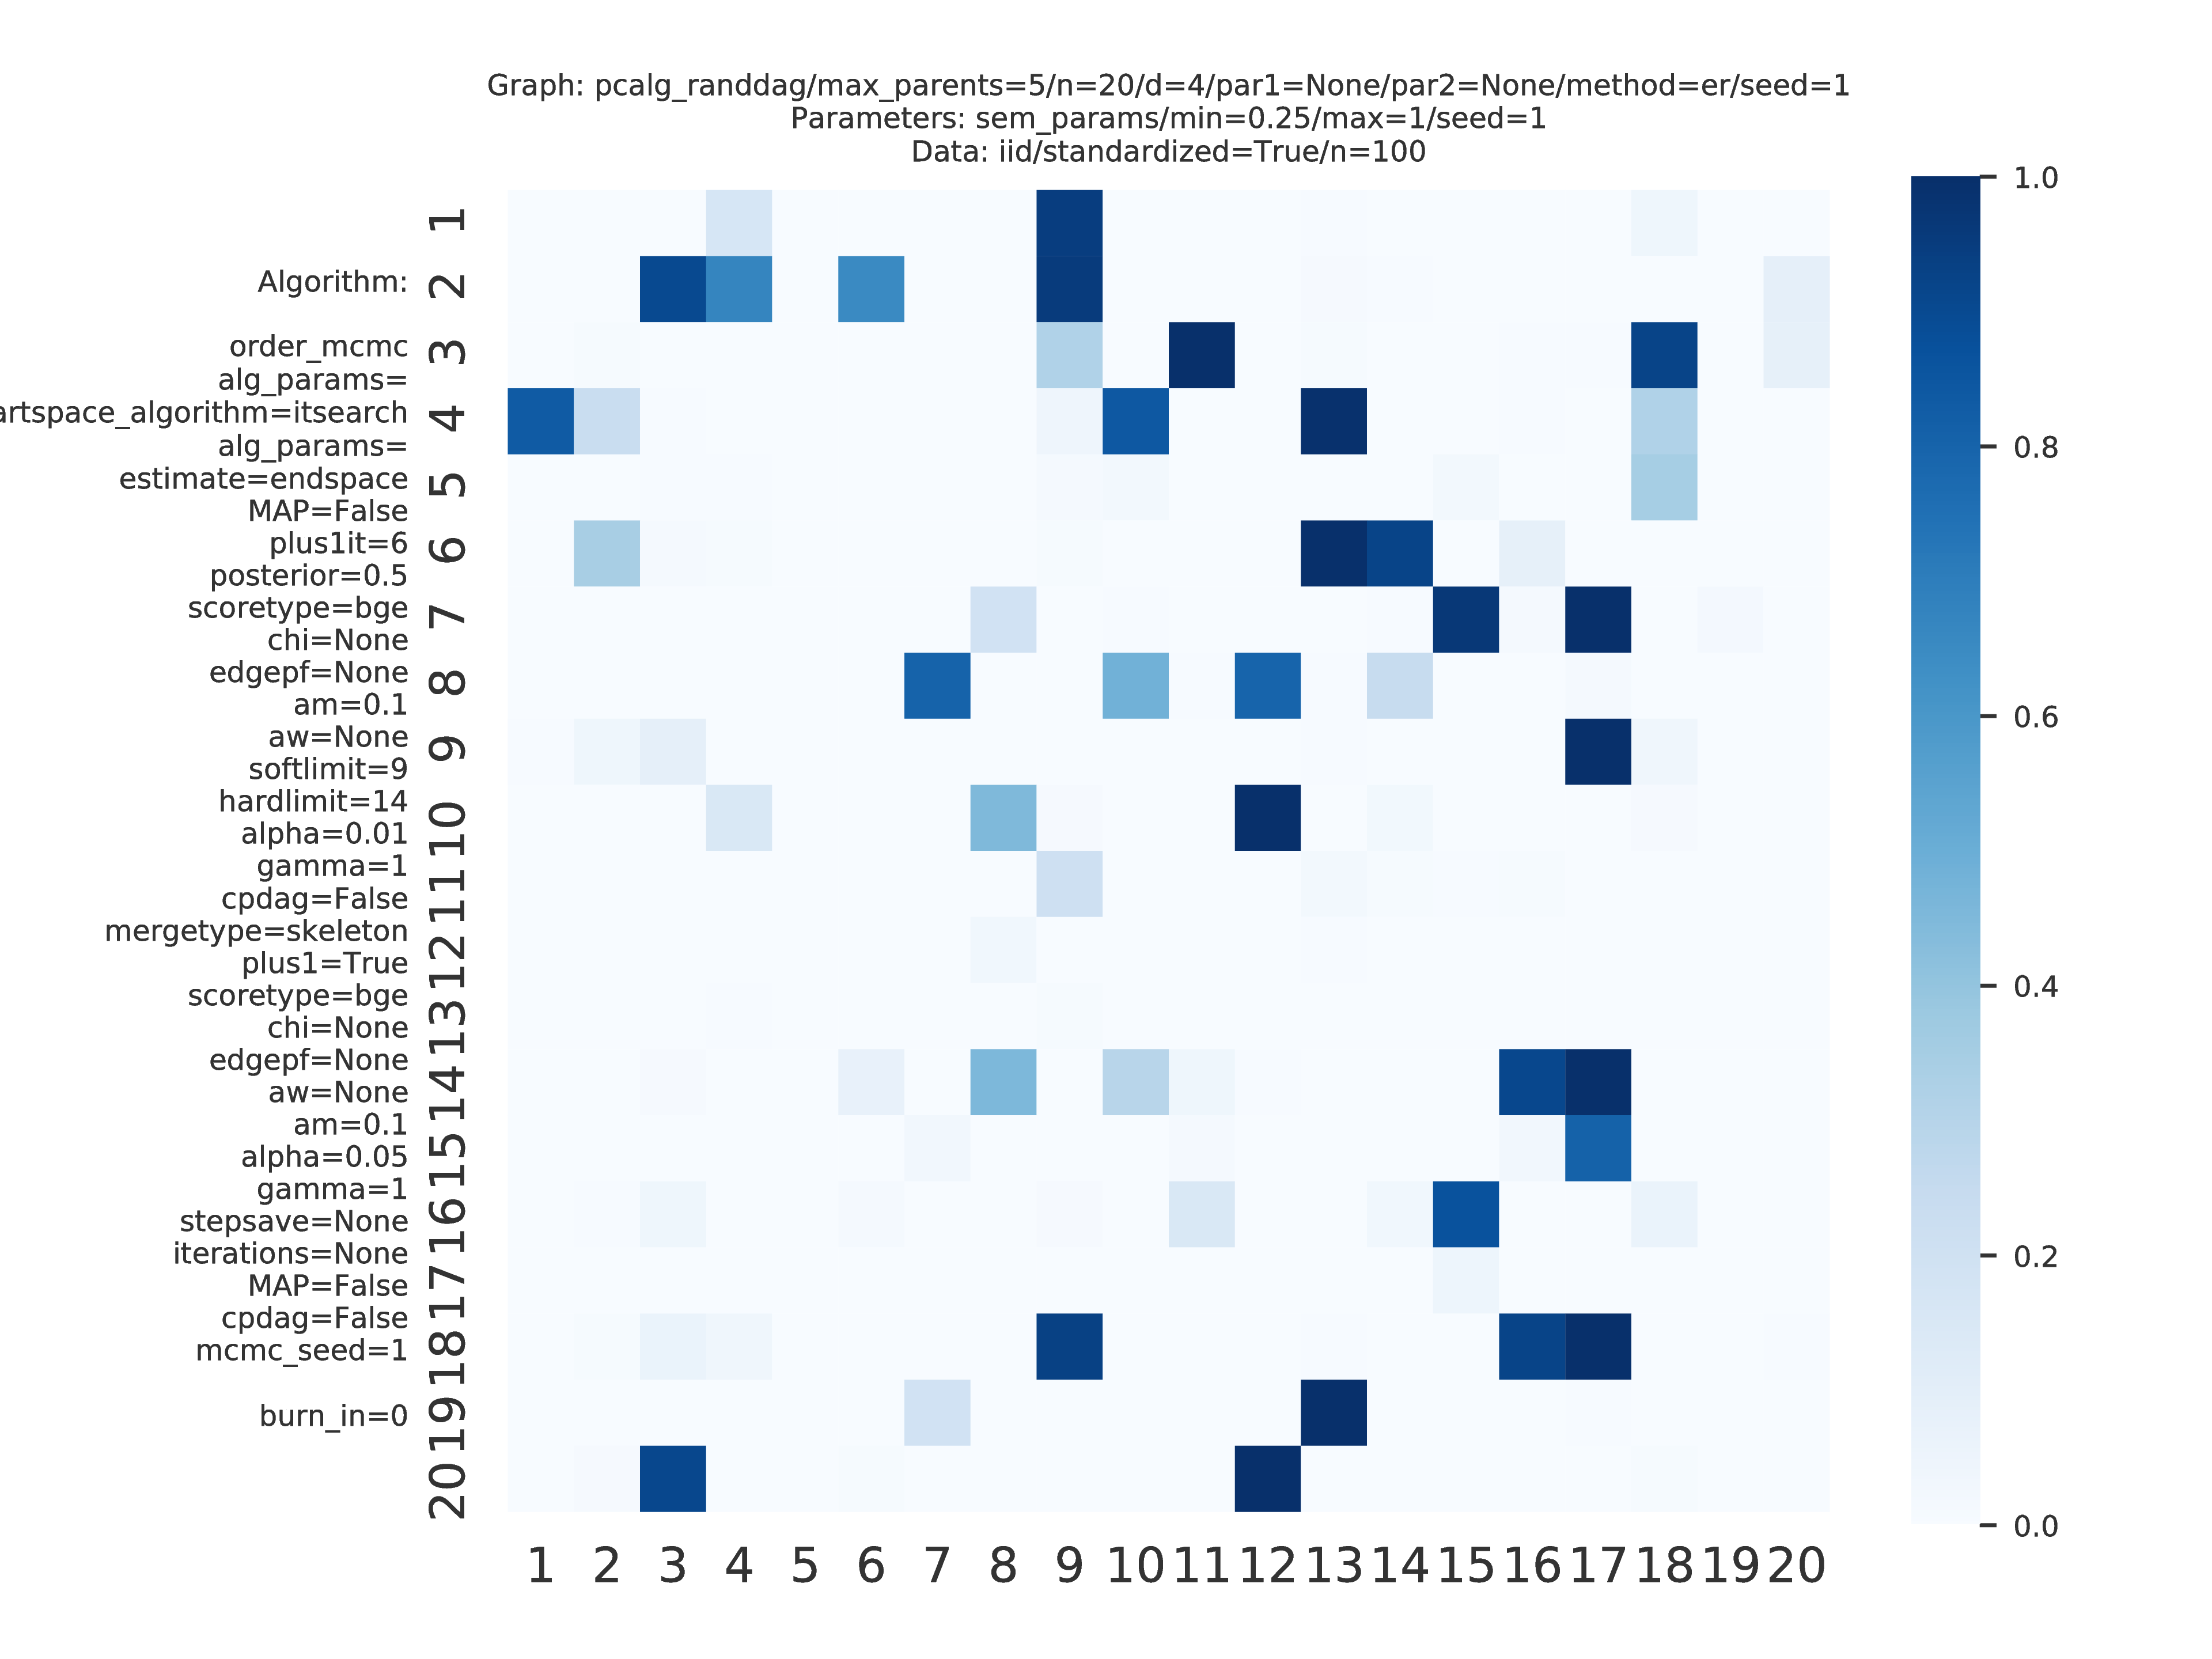 Graph: pcalg_randdag/max_parents=5/n=20/d=4/par1=None/par2=None/method=er/seed=1
Parameters: sem_params/min=0.25/max=1/seed=1
Data: iid/standardized=True/n=100
Algorithm:
order_mcmc
alg_params=
artspace_algorithm=itsearch
alg_params=
estimate=endspace
MAP=False
plus1it=6
posterior=0.5
scoretype=bge
chi=None
edgepf=None
am=0.1
aw=None
softlimit=9
hardlimit=14
alpha=0.01
gamma=1
cpdag=False
mergetype=skeleton
plus1=True
scoretype=bge
chi=None
edgepf=None
aw=None
am=0.1
alpha=0.05
gamma=1
stepsave=None
iterations=None
MAP=False
cpdag=False
mcmc_seed=1
burn_in=0
1
2
3
4
5
6
7
8
9
10
11
12
13
14
15
16
17
18
19
20
1 2 3 4 5 6 7 8 9 10 11 12 13 14 15 16 17 18 19 20
1.0
0.8
0.6
0.4
0.2
0.0